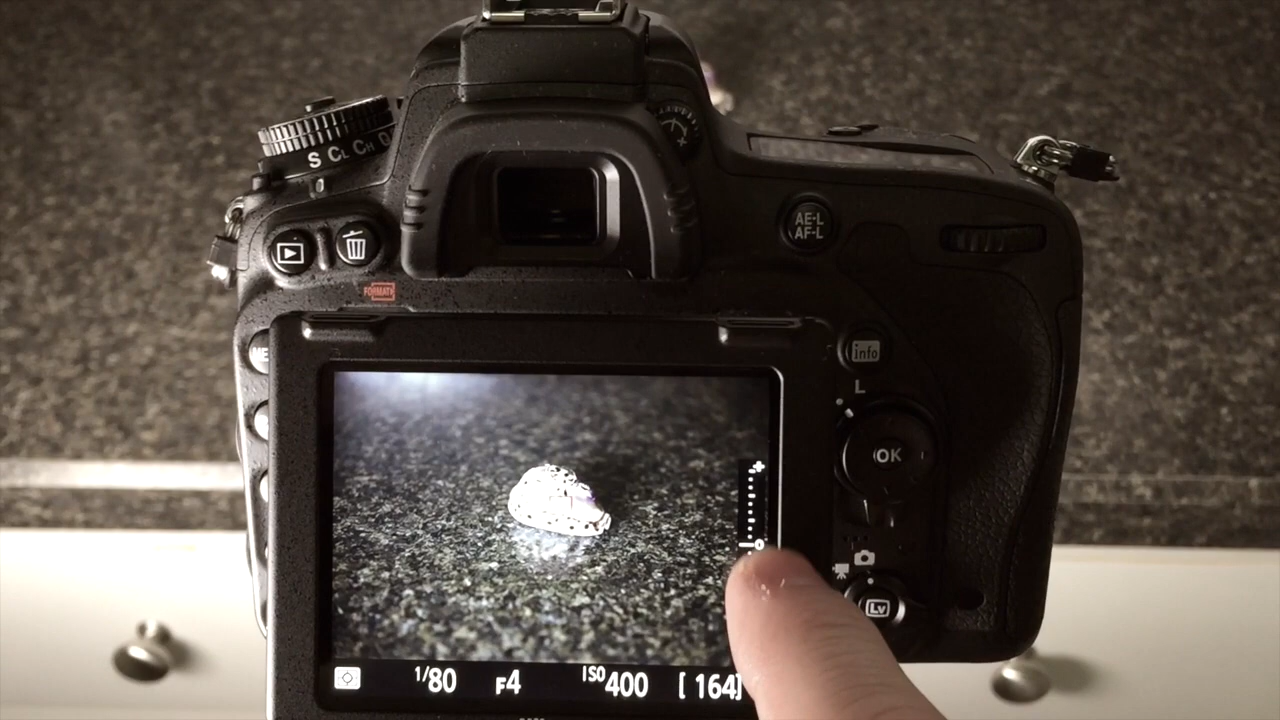 S CL CH Q
AE-L
AF-L
FORMAT
info
L
OK
Lv
1/80 F4 ISO400 [164]